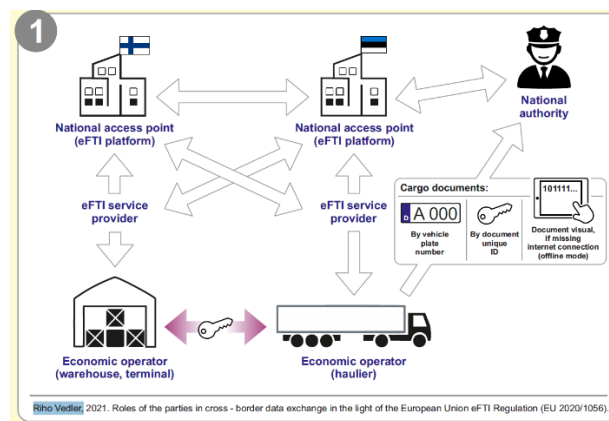 1
National access point
(eFTI platform)
National access point
(eFTI platform)
National
authority
eFTI service
provider
eFTI service
provider
Cargo documents:
D A 000
101111...
By vehicle
plate
number
By document
unique
ID
Document visual,
if missing
internet connection
(offline mode)
Economic operator
(warehouse, terminal)
Economic operator
(haulier)
Riho Vedler, 2021. Roles of the parties in cross - border data exchange in the light of the European Union eFTI Regulation (EU 2020/1056).